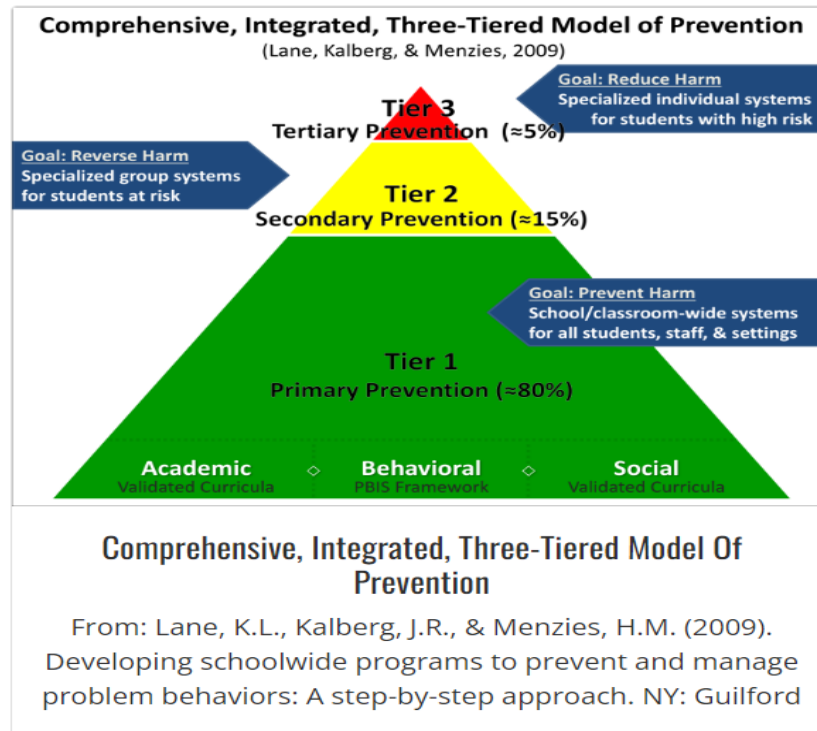 Comprehensive, Integrated, Three-Tiered Model of Prevention
(Lane, Kalberg, & Menzies, 2009)
Goal: Reduce Harm
Specialized individual systems
for students with high risk
Tier 3
Tertiary Prevention (≈5%)
Goal: Reverse Harm
Specialized group systems
for students at risk
Tier 2
Secondary Prevention (≈15%)
Goal: Prevent Harm
School/classroom-wide systems
for all students, staff, & settings
Tier 1
Primary Prevention (≈80%)
Academic ◇ Behavioral ◇ Social
Validated Curricula PBIS Framework Validated Curricula
Comprehensive, Integrated, Three-Tiered Model Of
Prevention
From: Lane, K.L., Kalberg, J.R., & Menzies, H.M. (2009).
Developing schoolwide programs to prevent and manage
problem behaviors: A step-by-step approach. NY: Guilford